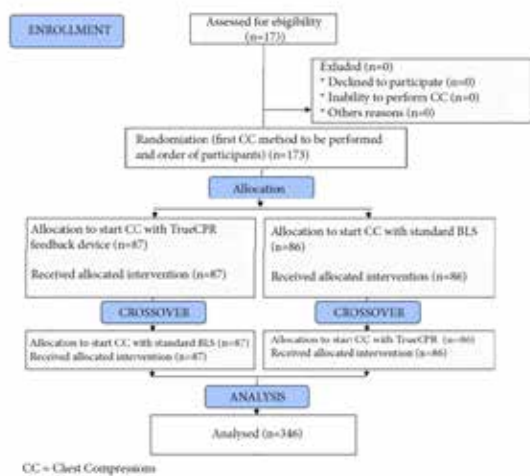 ENROLLMENT
Assessed for ebigibility
(n=173)
Exluded (n=0)
* Declined to participate (n=0)
* Inability to perform CC (n=0)
* Others reasons (n=0)
Randomiation (first CC method to be performed
and order of participants) (n=173)
Allocation
Allocation to start CC with TrueCPR
feedback device (n=87)
Received allocated intervention (n=87)
Allocation to start CC with standard BLS
(n=86)
Received allocated intervention (n=86)
CROSSOVER
CROSSOVER
Allocation to start CC with standard BLS (n=87)
Received allocated intervention (n=87)
Allocation to start CC with TrueCPR (n=86)
Received allocated intervention (n=86)
ANALYSIS
Analysed (n=346)
CC = Chest Compressions